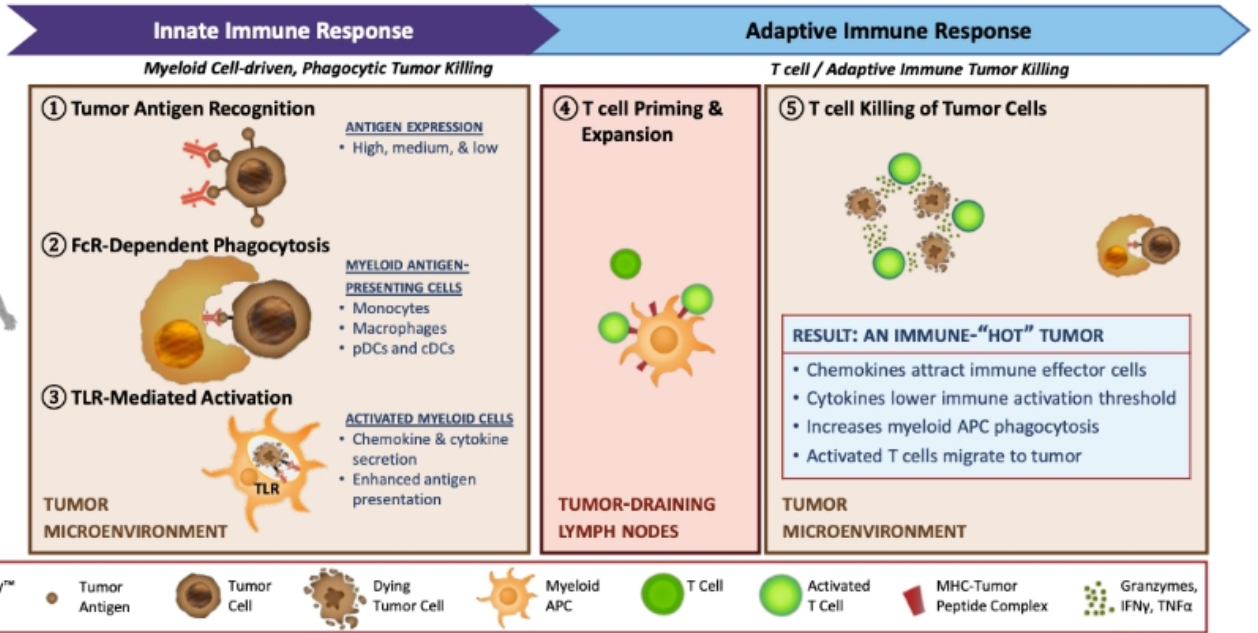 Innate Immune Response
Adaptive Immune Response
Myeloid Cell-driven, Phagocytic Tumor Killing
T cell / Adaptive Immune Tumor Killing
① Tumor Antigen Recognition
ANTIGEN EXPRESSION
• High, medium, & low
② FcR-Dependent Phagocytosis
MYELOID ANTIGEN-
PRESENTING CELLS
• Monocytes
• Macrophages
• pDCs and cDCs
③ TLR-Mediated Activation
ACTIVATED MYELOID CELLS
• Chemokine & cytokine
secretion
• Enhanced antigen
presentation
TLR
TUMOR
MICROENVIRONMENT
④ T cell Priming &
Expansion
TUMOR-DRAINING
LYMPH NODES
⑤ T cell Killing of Tumor Cells
RESULT: AN IMMUNE-“HOT” TUMOR
• Chemokines attract immune effector cells
• Cytokines lower immune activation threshold
• Increases myeloid APC phagocytosis
• Activated T cells migrate to tumor
TUMOR
MICROENVIRONMENT
y™
Tumor
Antigen
Tumor
Cell
Dying
Tumor Cell
Myeloid
APC
T Cell
Activated
T Cell
MHC-Tumor
Peptide Complex
Granzymes,
IFNγ, TNFα